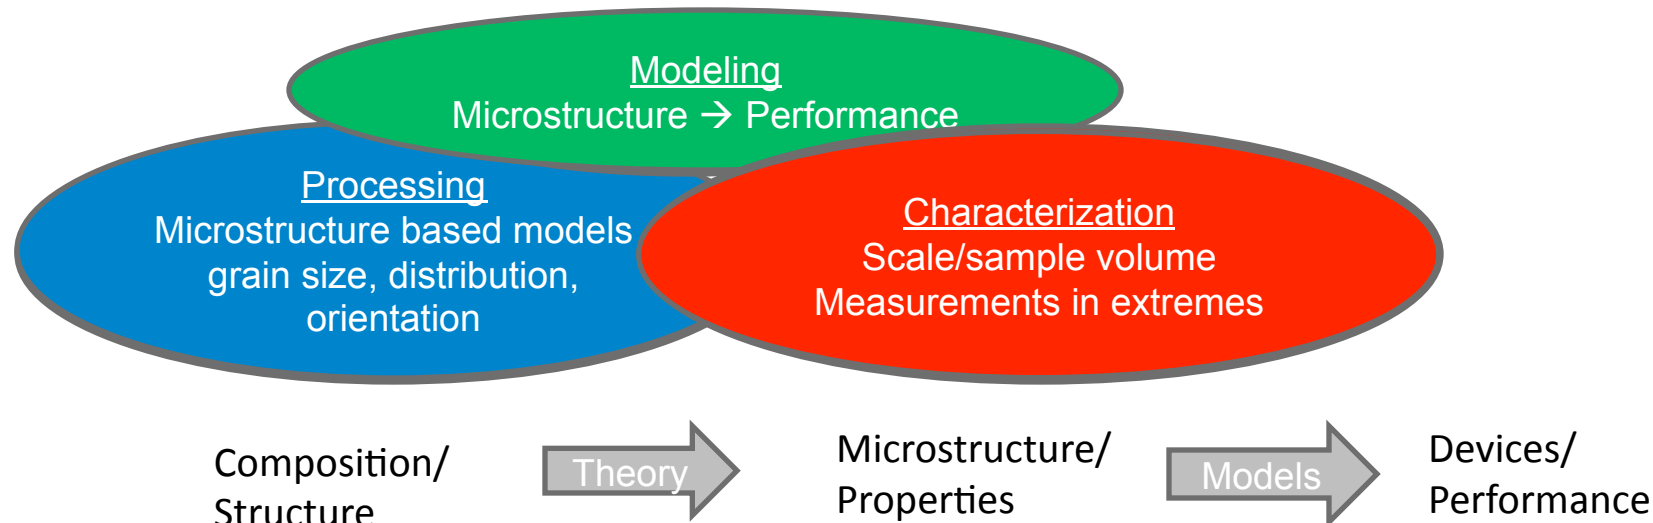 Modeling
Microstructure → Performance
Processing
Microstructure based models
grain size, distribution,
orientation
Characterization
Scale/sample volume
Measurements in extremes
Composition/
Structure
Theory
Microstructure/
Properties
Models
Devices/
Performance